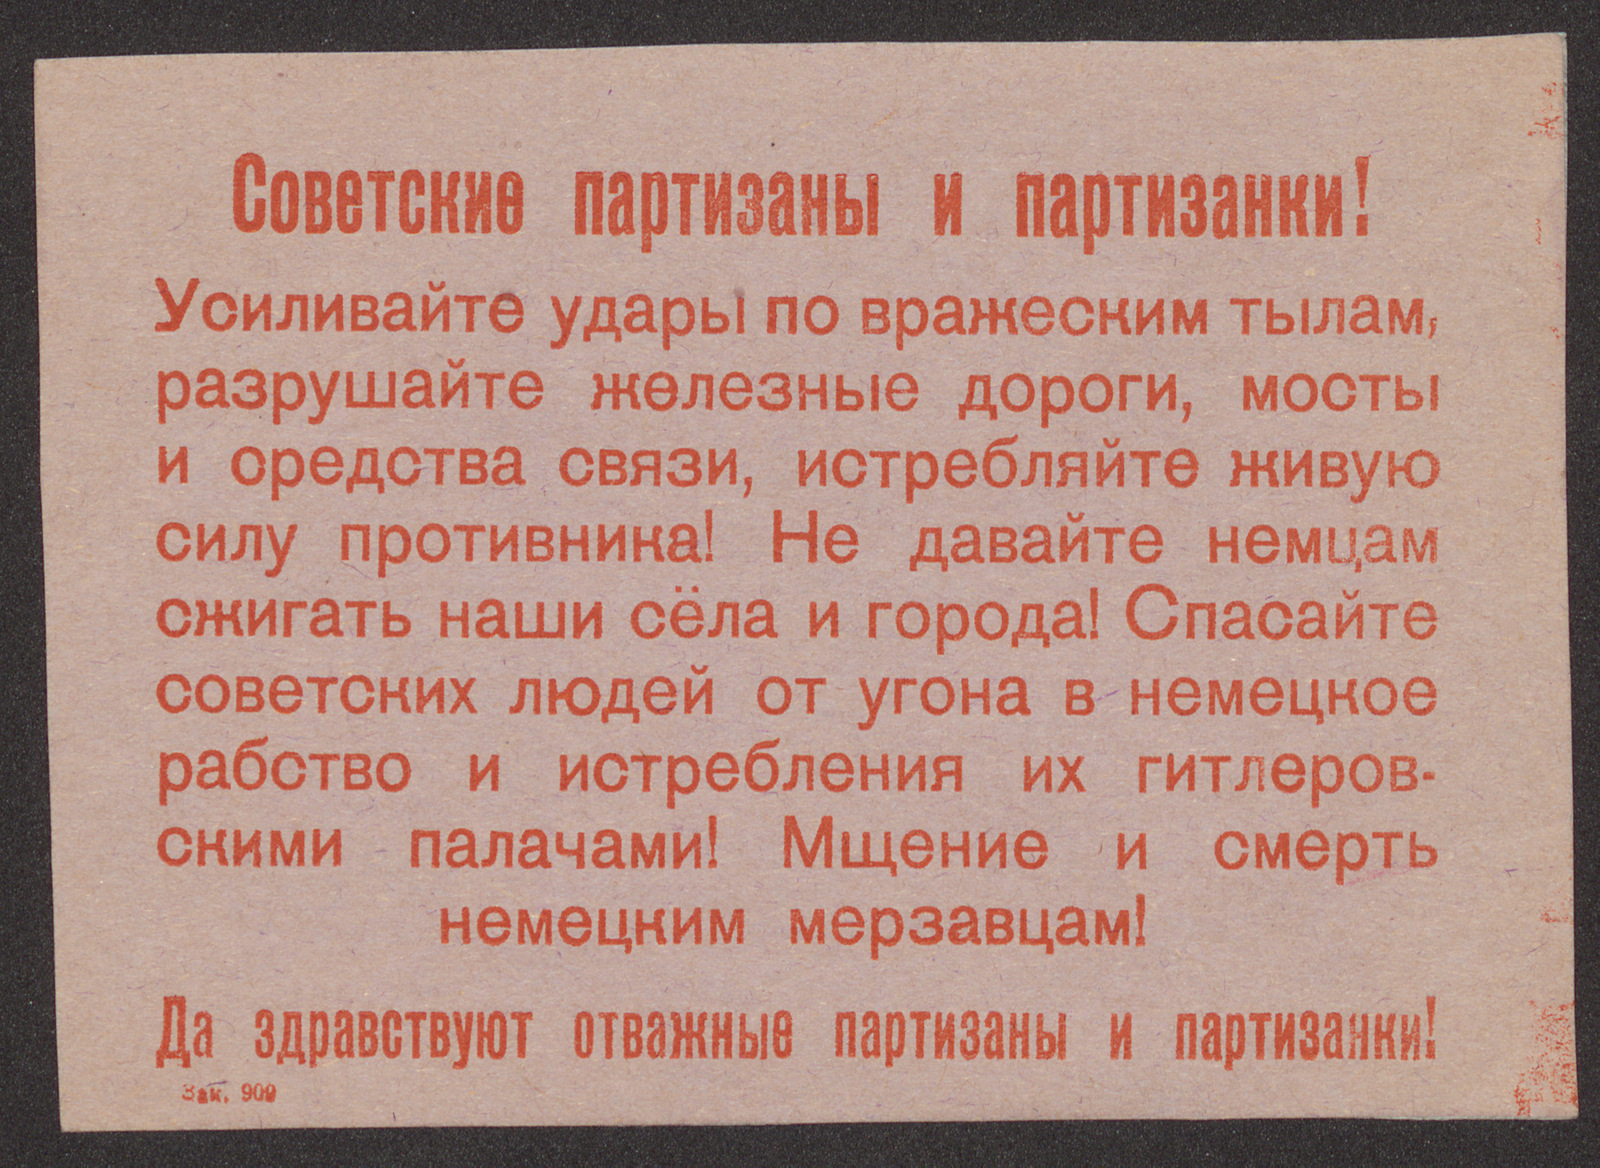 Советские партизаны и партизанки!
Усиливайте удары по вражеским тылам,
разрушайте железные дороги, мосты
и средства связи, истребляйте живую
силу противника! Не давайте немцам
сжигать наши сёла и города! Спасайте
советских людей от угона в немецкое
рабство и истребления их гитлеров-
скими палачами! Мщение и смерть
немецким мерзавцам!
Да здравствуют отважные партизаны и партизанки!
Зак. 909